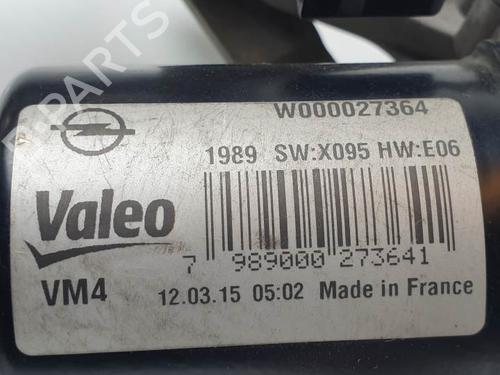 W000027364
1989 SW:X095 HW:E06
Valeo
7 989000 273641
VM4 12.03.15 05:02 Made in France
B-PARTS